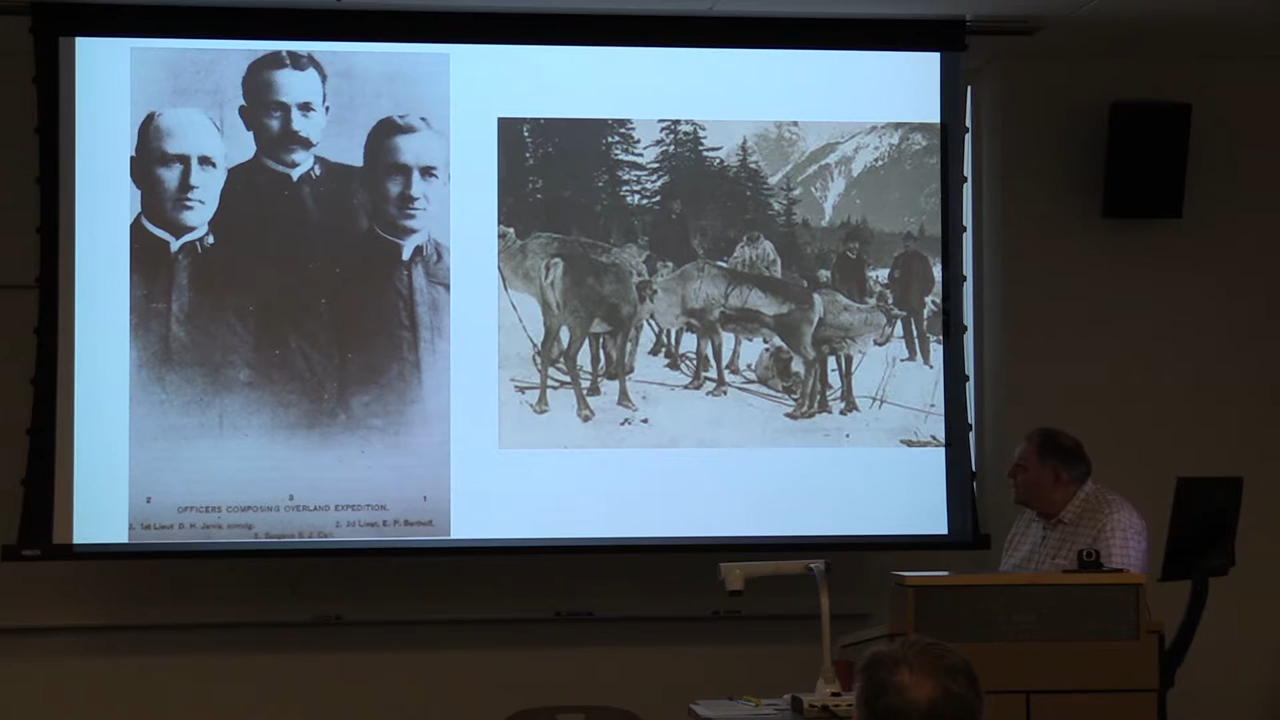 2 3 1
OFFICERS COMPOSING OVERLAND EXPEDITION.
1. 1st Lieut D. H. Jarvis, comdg. 2. 2d Lieut. E. P. Bertholf.
3. Surgeon S. J. Call